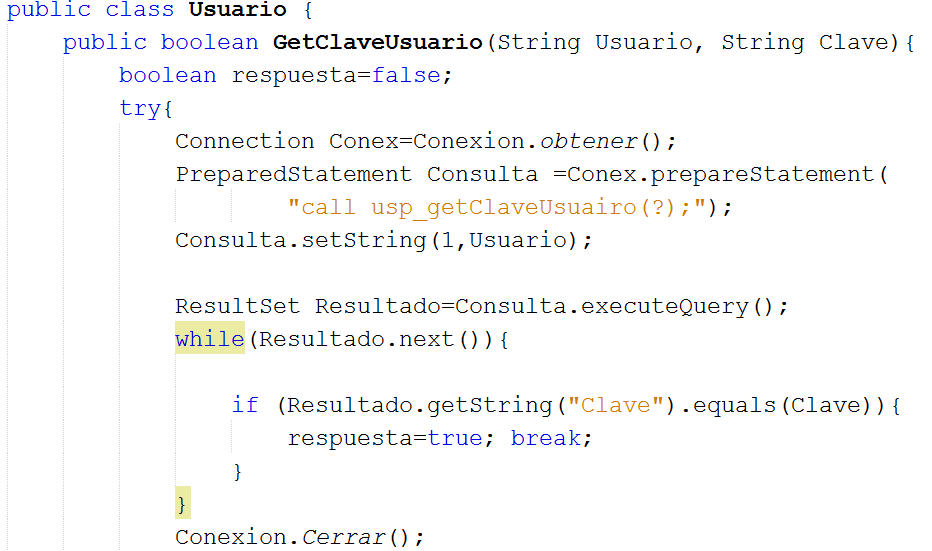 public class Usuario {
public boolean GetClaveUsuario(String Usuario, String Clave){
boolean respuesta=false;
try{
Connection Conex=Conexion.obtener();
PreparedStatement Consulta =Conex.prepareStatement(
"call usp_getClaveUsuairo(?);");
Consulta.setString(1,Usuario);
ResultSet Resultado=Consulta.executeQuery();
while(Resultado.next()){
if (Resultado.getString("Clave").equals(Clave)){
respuesta=true; break;
}
}
Conexion.Cerrar();